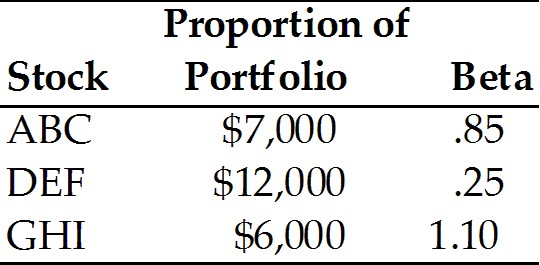 Proportion of
Stock Portfolio Beta
ABC $7,000 .85
DEF $12,000 .25
GHI $6,000 1.10